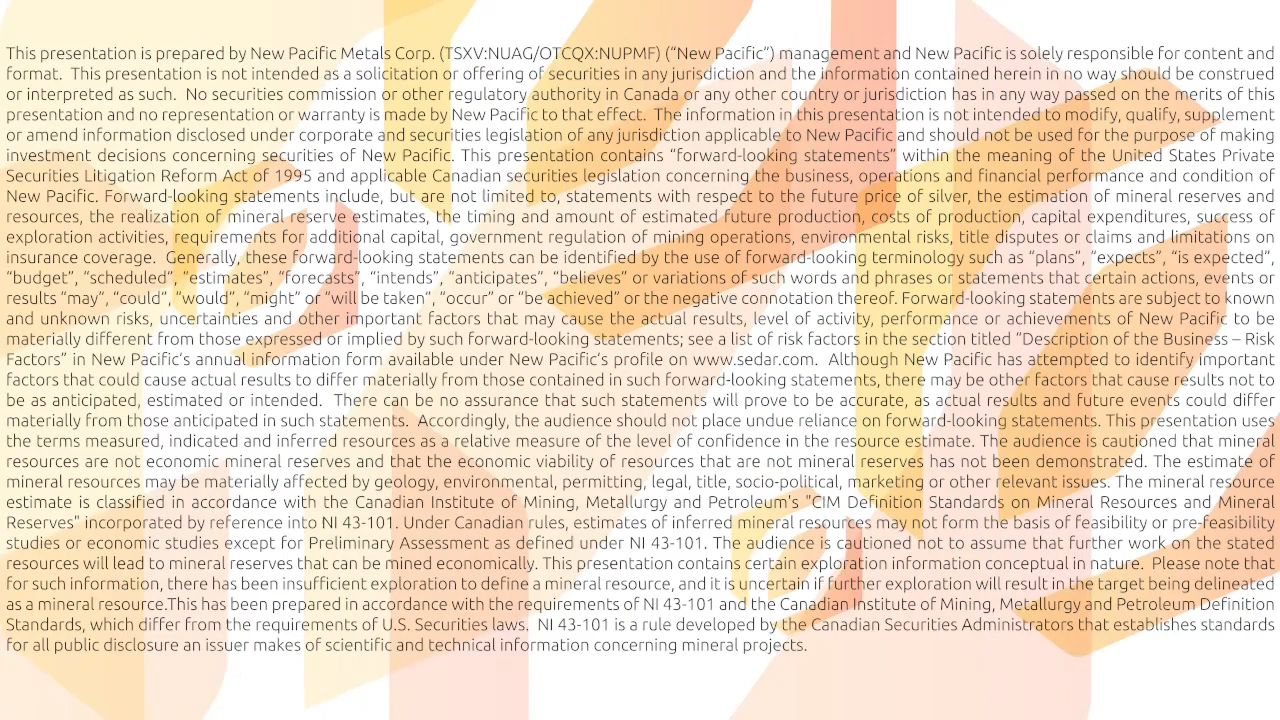 This presentation is prepared by New Pacific Metals Corp. (TSXV:NUAG/OTCQX:NUPMF) (“New Pacific”) management and New Pacific is solely responsible for content and
format.  This presentation is not intended as a solicitation or offering of securities in any jurisdiction and the information contained herein in no way should be construed
or interpreted as such.  No securities commission or other regulatory authority in Canada or any other country or jurisdiction has in any way passed on the merits of this
presentation and no representation or warranty is made by New Pacific to that effect.  The information in this presentation is not intended to modify, qualify, supplement
or amend information disclosed under corporate and securities legislation of any jurisdiction applicable to New Pacific and should not be used for the purpose of making
investment decisions concerning securities of New Pacific. This presentation contains “forward-looking statements” within the meaning of the United States Private
Securities Litigation Reform Act of 1995 and applicable Canadian securities legislation concerning the business, operations and financial performance and condition of
New Pacific. Forward-looking statements include, but are not limited to, statements with respect to the future price of silver, the estimation of mineral reserves and
resources, the realization of mineral reserve estimates, the timing and amount of estimated future production, costs of production, capital expenditures, success of
exploration activities, requirements for additional capital, government regulation of mining operations, environmental risks, title disputes or claims and limitations on
insurance coverage.  Generally, these forward-looking statements can be identified by the use of forward-looking terminology such as “plans”, “expects”, “is expected”,
“budget”, “scheduled”, “estimates”, “forecasts”, “intends”, “anticipates”, “believes” or variations of such words and phrases or statements that certain actions, events or
results “may”, “could”, “would”, “might” or “will be taken”, “occur” or “be achieved” or the negative connotation thereof. Forward-looking statements are subject to known
and unknown risks, uncertainties and other important factors that may cause the actual results, level of activity, performance or achievements of New Pacific to be
materially different from those expressed or implied by such forward-looking statements; see a list of risk factors in the section titled “Description of the Business – Risk
Factors” in New Pacific’s annual information form available under New Pacific’s profile on www.sedar.com.  Although New Pacific has attempted to identify important
factors that could cause actual results to differ materially from those contained in such forward-looking statements, there may be other factors that cause results not to
be as anticipated, estimated or intended.  There can be no assurance that such statements will prove to be accurate, as actual results and future events could differ
materially from those anticipated in such statements.  Accordingly, the audience should not place undue reliance on forward-looking statements. This presentation uses
the terms measured, indicated and inferred resources as a relative measure of the level of confidence in the resource estimate. The audience is cautioned that mineral
resources are not economic mineral reserves and that the economic viability of resources that are not mineral reserves has not been demonstrated. The estimate of
mineral resources may be materially affected by geology, environmental, permitting, legal, title, socio-political, marketing or other relevant issues. The mineral resource
estimate is classified in accordance with the Canadian Institute of Mining, Metallurgy and Petroleum's "CIM Definition Standards on Mineral Resources and Mineral
Reserves" incorporated by reference into NI 43-101. Under Canadian rules, estimates of inferred mineral resources may not form the basis of feasibility or pre-feasibility
studies or economic studies except for Preliminary Assessment as defined under NI 43-101. The audience is cautioned not to assume that further work on the stated
resources will lead to mineral reserves that can be mined economically. This presentation contains certain exploration information conceptual in nature.  Please note that
for such information, there has been insufficient exploration to define a mineral resource, and it is uncertain if further exploration will result in the target being delineated
as a mineral resource.This has been prepared in accordance with the requirements of NI 43-101 and the Canadian Institute of Mining, Metallurgy and Petroleum Definition
Standards, which differ from the requirements of U.S. Securities laws.  NI 43-101 is a rule developed by the Canadian Securities Administrators that establishes standards
for all public disclosure an issuer makes of scientific and technical information concerning mineral projects.